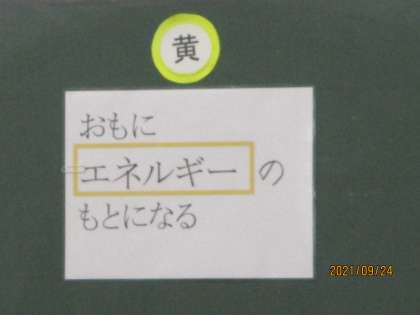 黄
おもに
エネルギー の
もとになる
2021/09/24